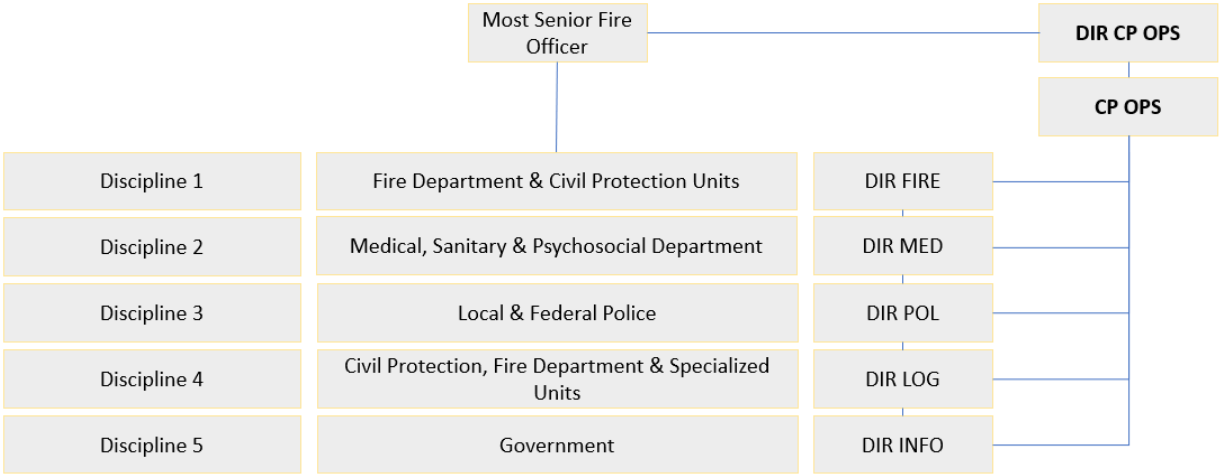 Most Senior Fire
Officer
DIR CP OPS
CP OPS
Discipline 1
Fire Department & Civil Protection Units
DIR FIRE
Discipline 2
Medical, Sanitary & Psychosocial Department
DIR MED
Discipline 3
Local & Federal Police
DIR POL
Discipline 4
Civil Protection, Fire Department & Specialized
Units
DIR LOG
Discipline 5
Government
DIR INFO